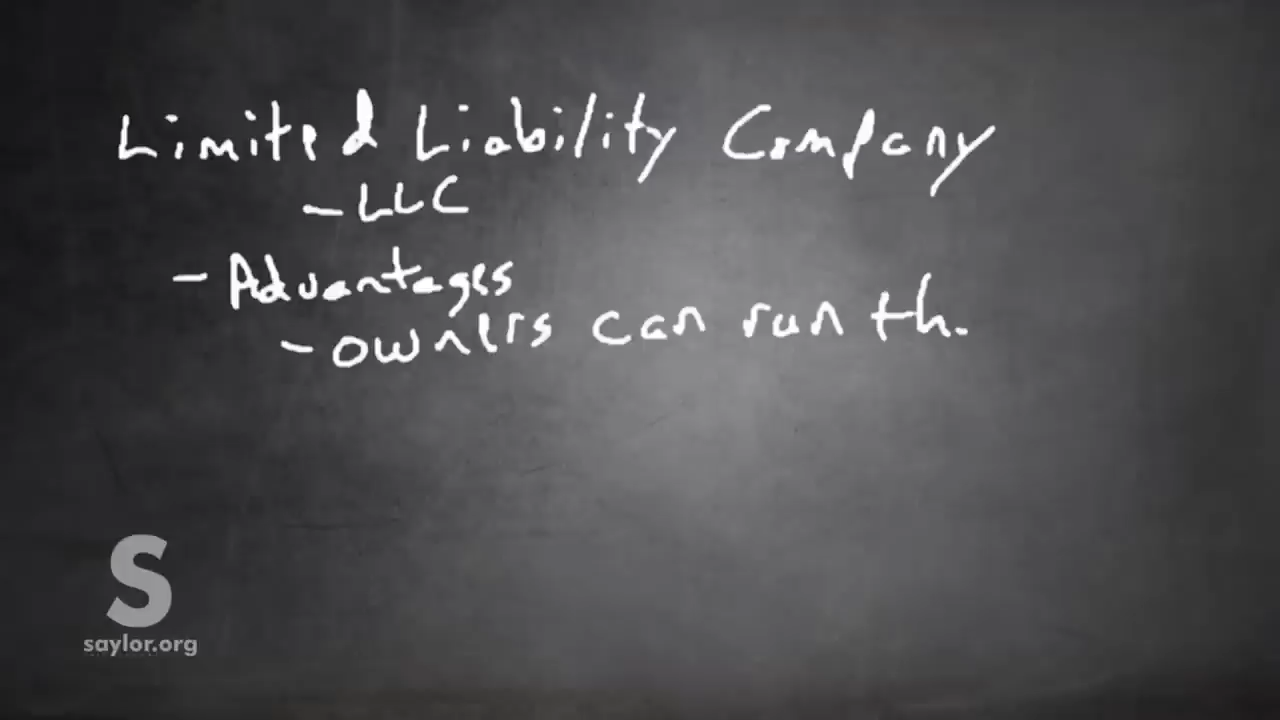 Limited Liability Company
- LLC
- Advantages
- owners can run th
S
saylor.org